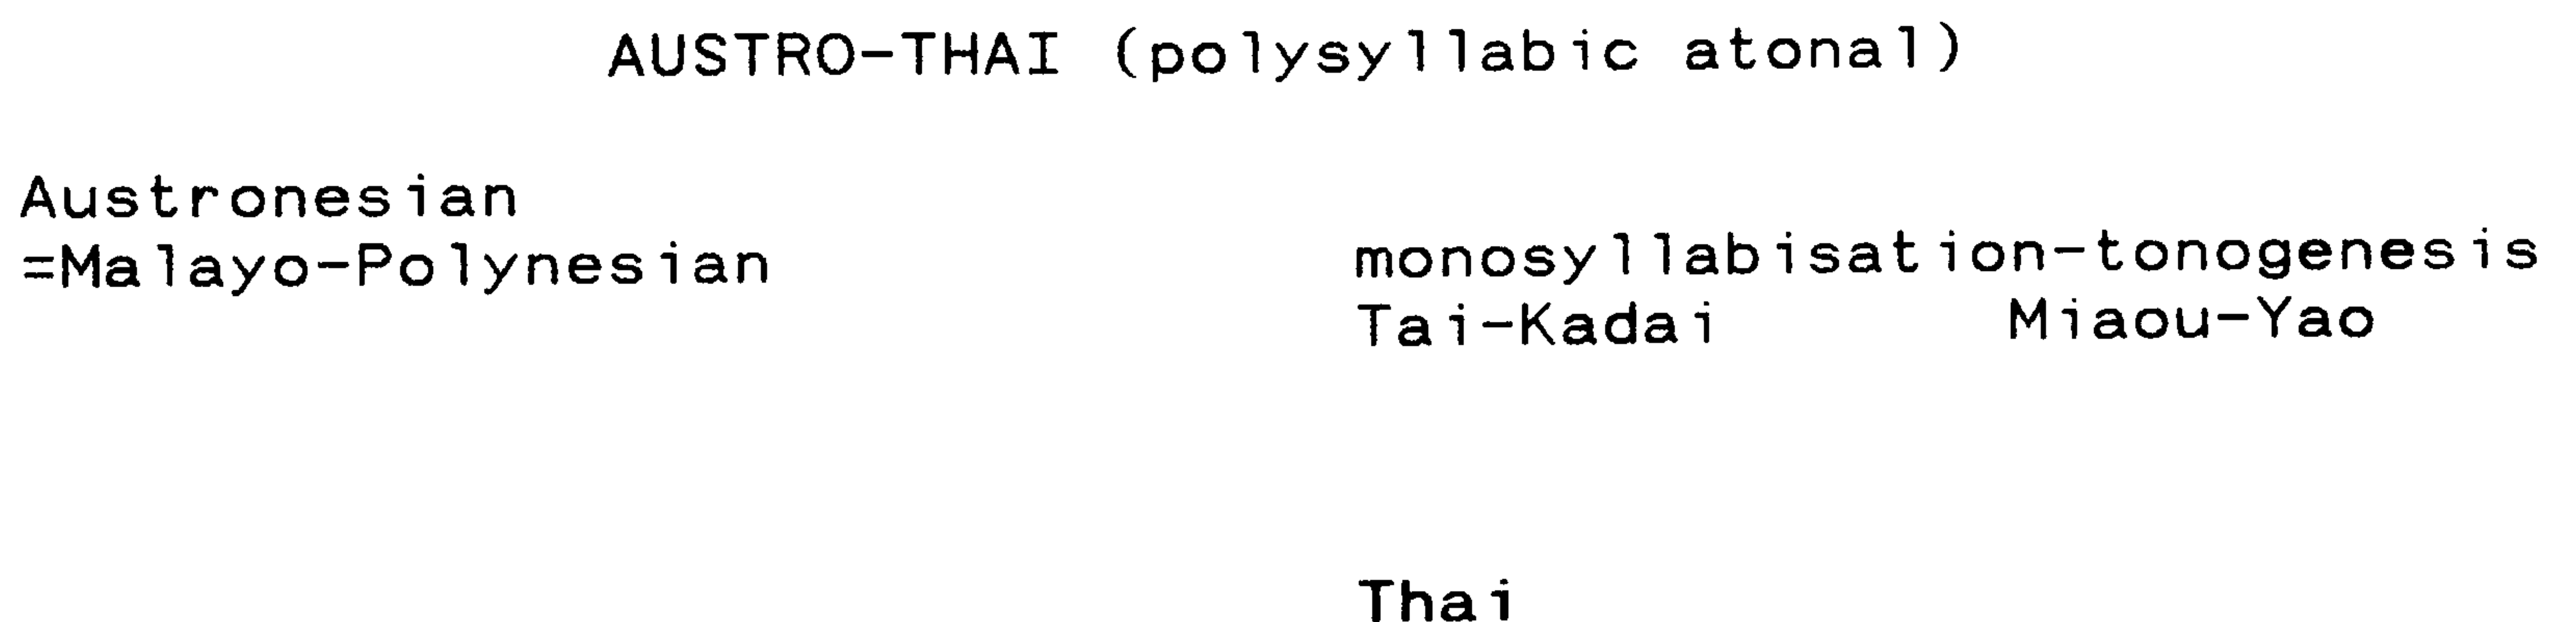 AUSTRO-THAI (polysyllabic atonal)
Austronesian
=Malayo-Polynesian
monosyllabisation-tonogenesis
Tai-Kadai Miaou-Yao
Thai